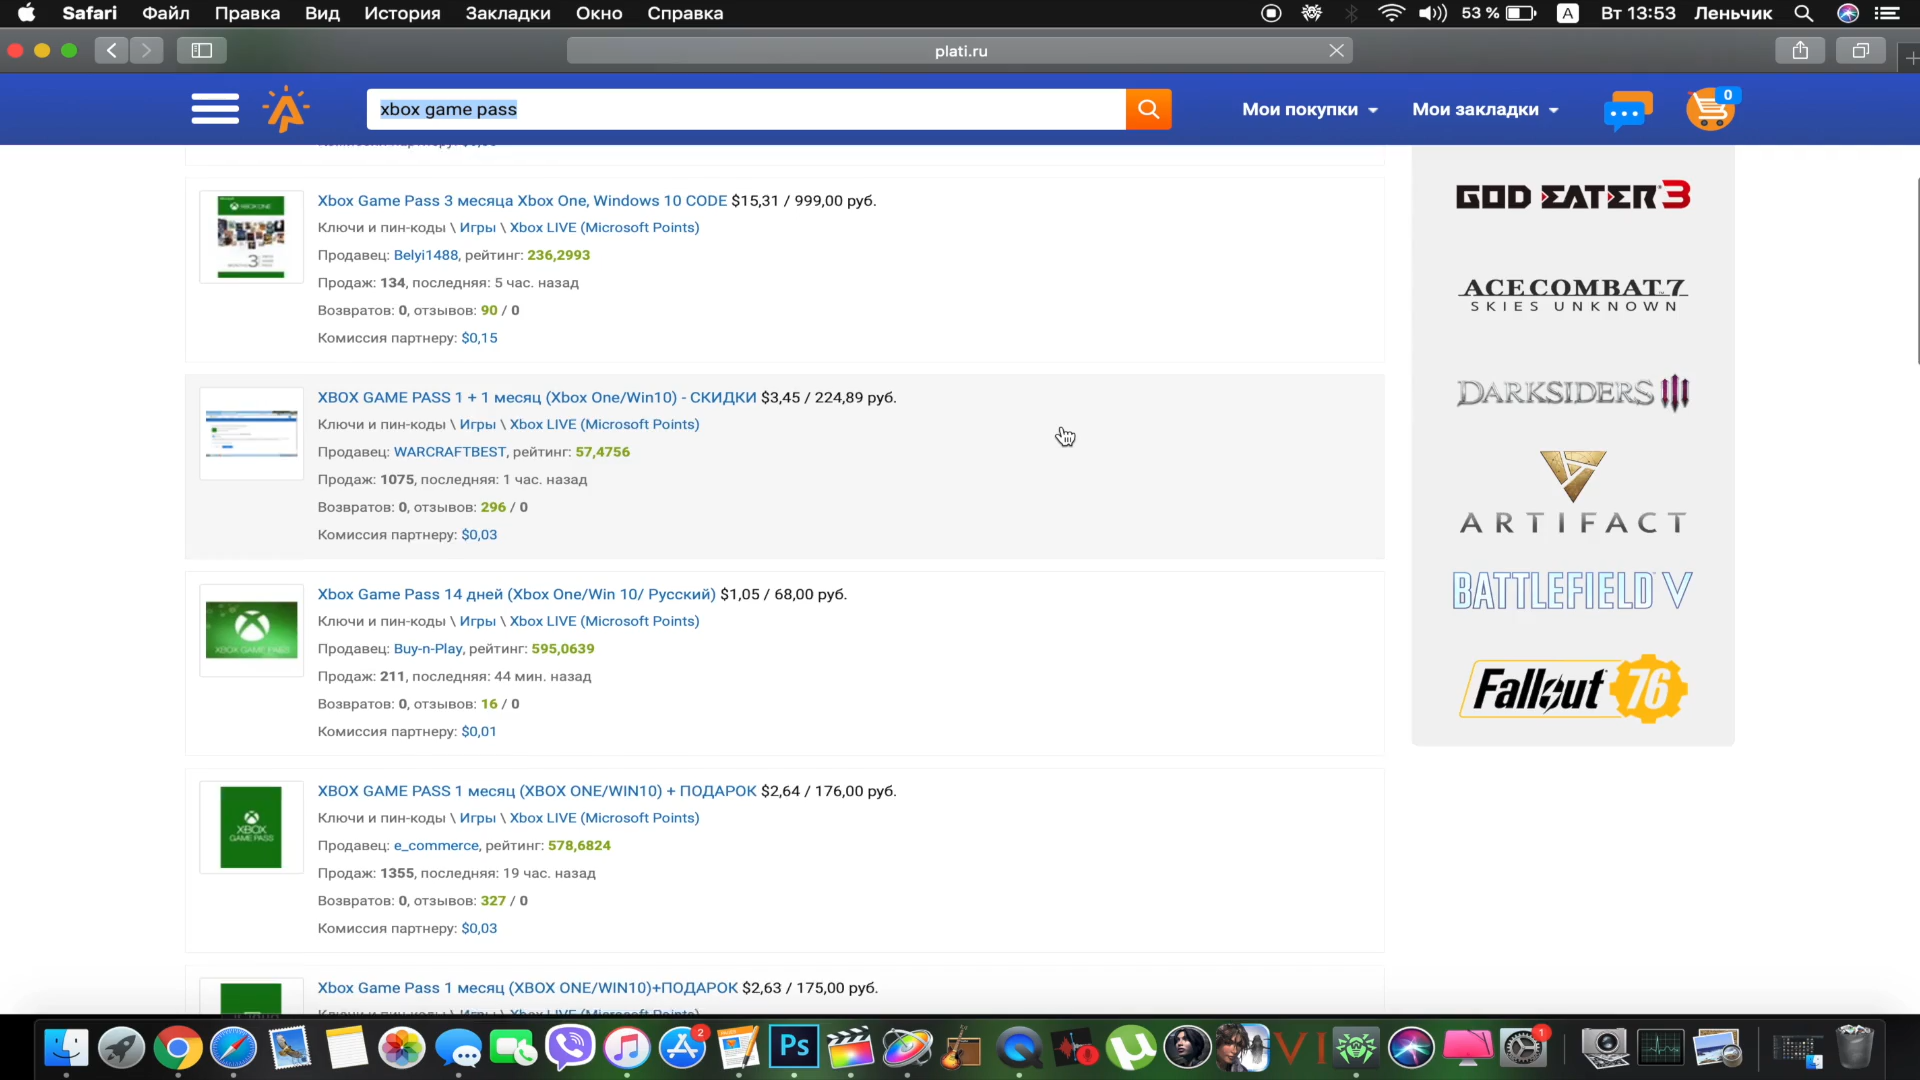 Safari Файл Правка Вид История Закладки Окно Справка 53 % A Вт 13:53 Леньчик
plati.ru
xbox game pass
Мои покупки
Мои закладки
0
Xbox Game Pass 3 месяца Xbox One, Windows 10 CODE $15,31 / 999,00 руб.
Ключи и пин-коды \ Игры \ Xbox LIVE (Microsoft Points)
Продавец: Belyi1488, рейтинг: 236,2993
Продаж: 134, последняя: 5 час. назад
Возвратов: 0, отзывов: 90 / 0
Комиссия партнеру: $0,15
XBOX GAME PASS 1 + 1 месяц (Xbox One/Win10) - СКИДКИ $3,45 / 224,89 руб.
Ключи и пин-коды \ Игры \ Xbox LIVE (Microsoft Points)
Продавец: WARCRAFTBEST, рейтинг: 57,4756
Продаж: 1075, последняя: 1 час. назад
Возвратов: 0, отзывов: 296 / 0
Комиссия партнеру: $0,03
XBOX GAME PASS
Xbox Game Pass 14 дней (Xbox One/Win 10/ Русский) $1,05 / 68,00 руб.
Ключи и пин-коды \ Игры \ Xbox LIVE (Microsoft Points)
Продавец: Buy-n-Play, рейтинг: 595,0639
Продаж: 211, последняя: 44 мин. назад
Возвратов: 0, отзывов: 16 / 0
Комиссия партнеру: $0,01
XBOX
GAME PASS
XBOX GAME PASS 1 месяц (XBOX ONE/WIN10) + ПОДАРОК $2,64 / 176,00 руб.
Ключи и пин-коды \ Игры \ Xbox LIVE (Microsoft Points)
Продавец: e_commerce, рейтинг: 578,6824
Продаж: 1355, последняя: 19 час. назад
Возвратов: 0, отзывов: 327 / 0
Комиссия партнеру: $0,03
Xbox Game Pass 1 месяц (XBOX ONE/WIN10)+ПОДАРОК $2,63 / 175,00 руб.
GOD EATER 3
ACE COMBAT 7
SKIES UNKNOWN
DARKSIDERS III
ARTIFACT
BATTLEFIELD V
Fallout 76
2
Ps
VI
1